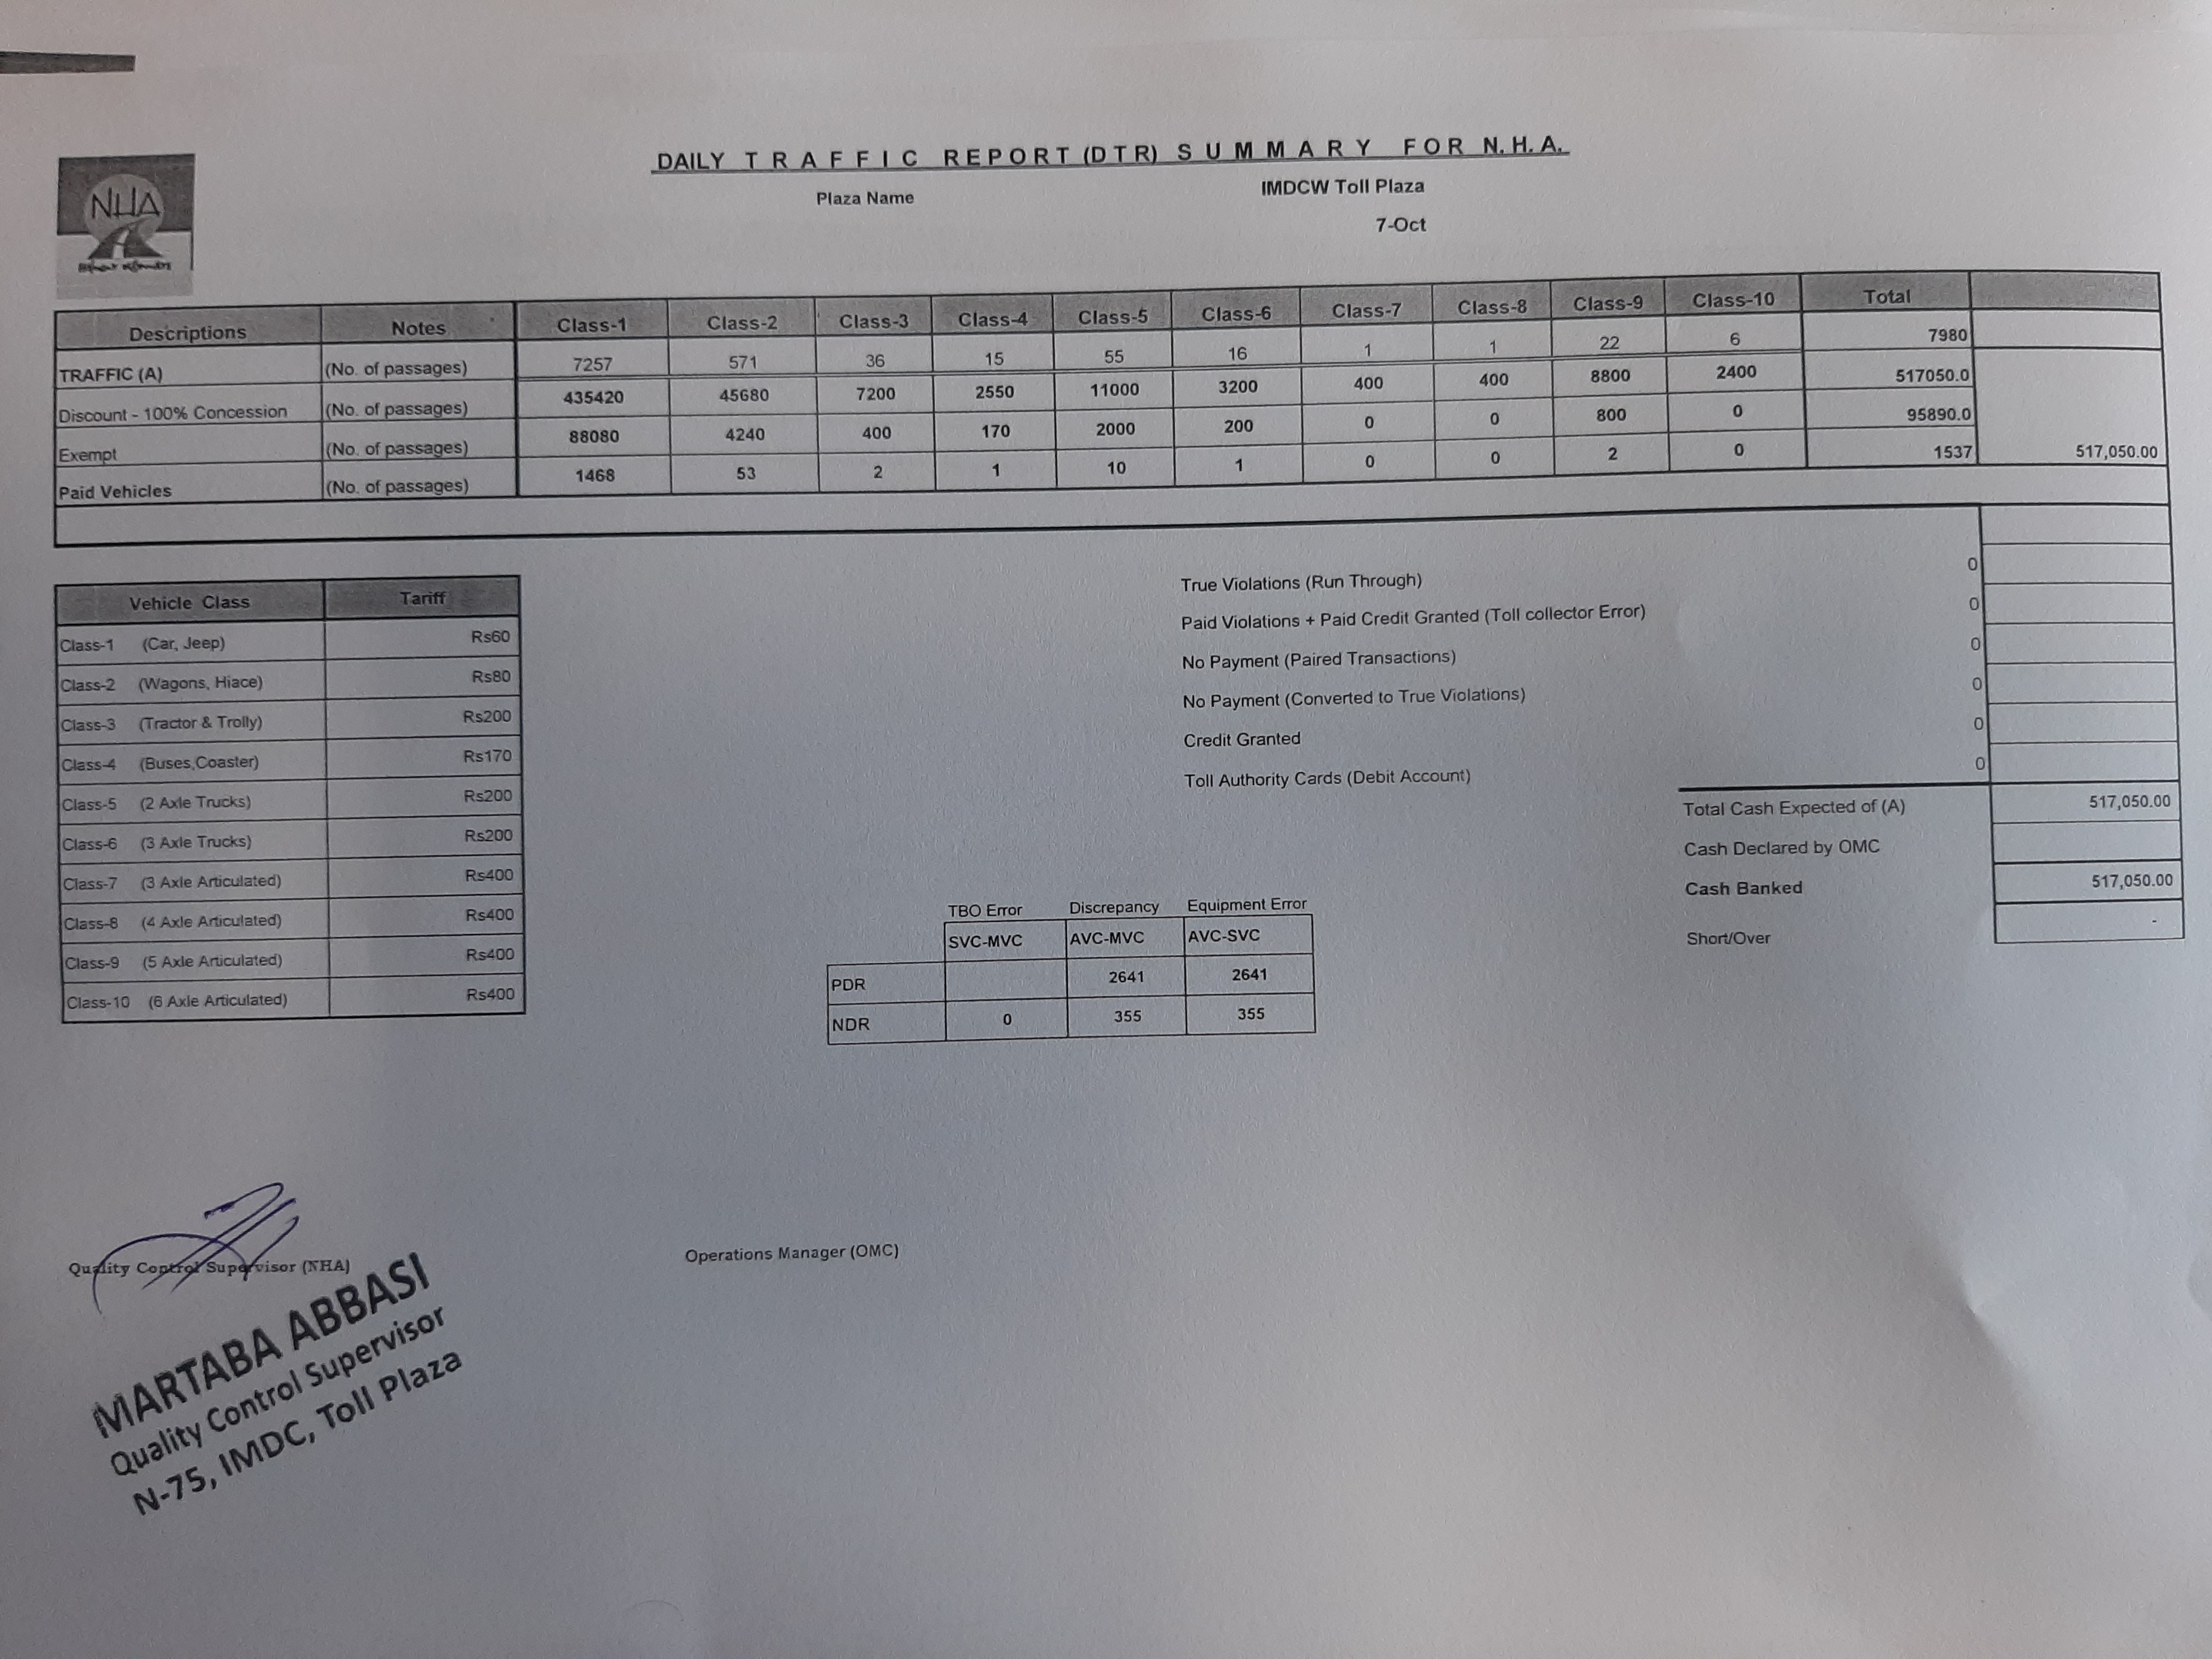 NHA
DAILY TRAFFIC REPORT (DTR) SUMMARY FOR N.H.A.
Plaza Name IMDCW Toll Plaza
7-Oct
Descriptions Notes Class-1 Class-2 Class-3 Class-4 Class-5 Class-6 Class-7 Class-8 Class-9 Class-10 Total
TRAFFIC (A) (No. of passages) 7257 571 36 15 55 16 1 1 22 6 7980
Discount - 100% Concession (No. of passages) 435420 45680 7200 2550 11000 3200 400 400 8800 2400 517050.0
Exempt (No. of passages) 88080 4240 400 170 2000 200 0 0 800 0 95890.0
Paid Vehicles (No. of passages) 1468 53 2 1 10 1 0 0 2 0 1537 517,050.00
Vehicle Class Tariff
Class-1 (Car, Jeep) Rs60
Class-2 (Wagons, Hiace) Rs80
Class-3 (Tractor & Trolly) Rs200
Class-4 (Buses,Coaster) Rs170
Class-5 (2 Axle Trucks) Rs200
Class-6 (3 Axle Trucks) Rs200
Class-7 (3 Axle Articulated) Rs400
Class-8 (4 Axle Articulated) Rs400
Class-9 (5 Axle Articulated) Rs400
Class-10 (6 Axle Articulated) Rs400
True Violations (Run Through) 0
Paid Violations + Paid Credit Granted (Toll collector Error) 0
No Payment (Paired Transactions) 0
No Payment (Converted to True Violations) 0
Credit Granted 0
Toll Authority Cards (Debit Account) 0
Total Cash Expected of (A) 517,050.00
Cash Declared by OMC
Cash Banked 517,050.00
Short/Over -
TBO Error Discrepancy Equipment Error
SVC-MVC AVC-MVC AVC-SVC
PDR 2641 2641
NDR 0 355 355
Quality Control Supervisor (NHA)
Operations Manager (OMC)
MARTABA ABBASI
Quality Control Supervisor
N-75, IMDC, Toll Plaza